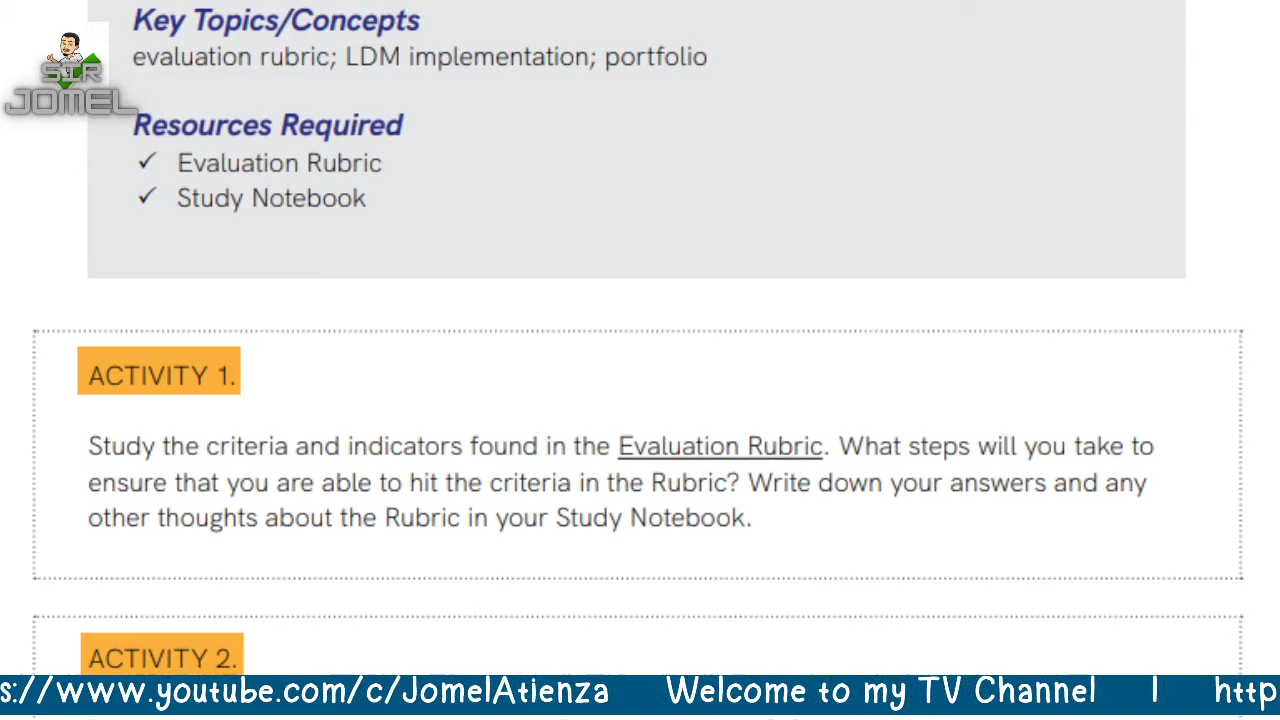 Key Topics/Concepts
evaluation rubric; LDM implementation; portfolio
SIR
JOMEL
Resources Required
✓ Evaluation Rubric
✓ Study Notebook
ACTIVITY 1.
Study the criteria and indicators found in the Evaluation Rubric. What steps will you take to
ensure that you are able to hit the criteria in the Rubric? Write down your answers and any
other thoughts about the Rubric in your Study Notebook.
ACTIVITY 2.
s://www.youtube.com/c/JomelAtienza Welcome to my TV Channel | http